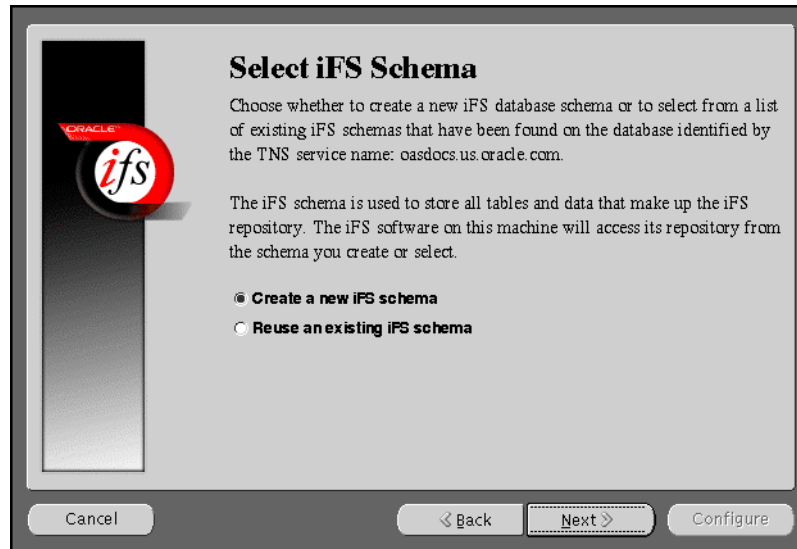 Select iFS Schema
Choose whether to create a new iFS database schema or to select from a list
of existing iFS schemas that have been found on the database identified by
the TNS service name: oasdocs.us.oracle.com.
The iFS schema is used to store all tables and data that make up the iFS
repository. The iFS software on this machine will access its repository from
the schema you create or select.
ORACLE
ifs
Create a new iFS schema
Reuse an existing iFS schema
Cancel
Back
Next
Configure